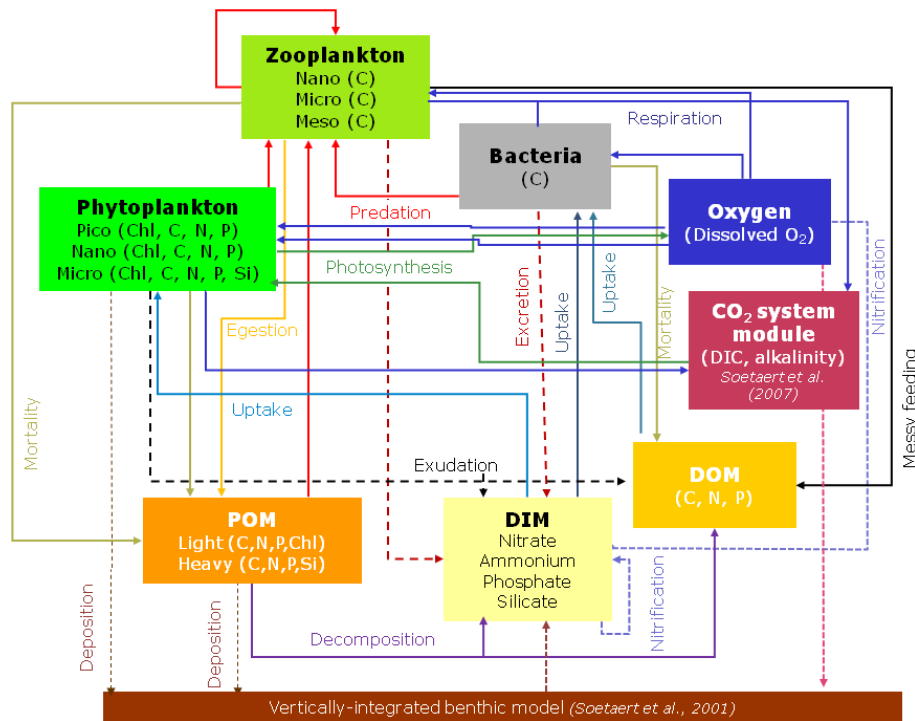 Zooplankton
Nano (C)
Micro (C)
Meso (C)
Respiration
Bacteria
(C)
Phytoplankton
Pico (Chl, C, N, P)
Nano (Chl, C, N, P)
Micro (Chl, C, N, P, Si)
Predation
Oxygen
(Dissolved O₂)
Photosynthesis
Excretion
Uptake
Uptake
Mortality
Nitrification
CO₂ system
module
(DIC, alkalinity)
Soetaert et al.
(2007)
Egestion
Mortality
Uptake
Messy feeding
Exudation
DOM
(C, N, P)
POM
Light (C,N,P,Chl)
Heavy (C,N,P,Si)
DIM
Nitrate
Ammonium
Phosphate
Silicate
Deposition
Deposition
Decomposition
Nitrification
Vertically-integrated benthic model (Soetaert et al., 2001)